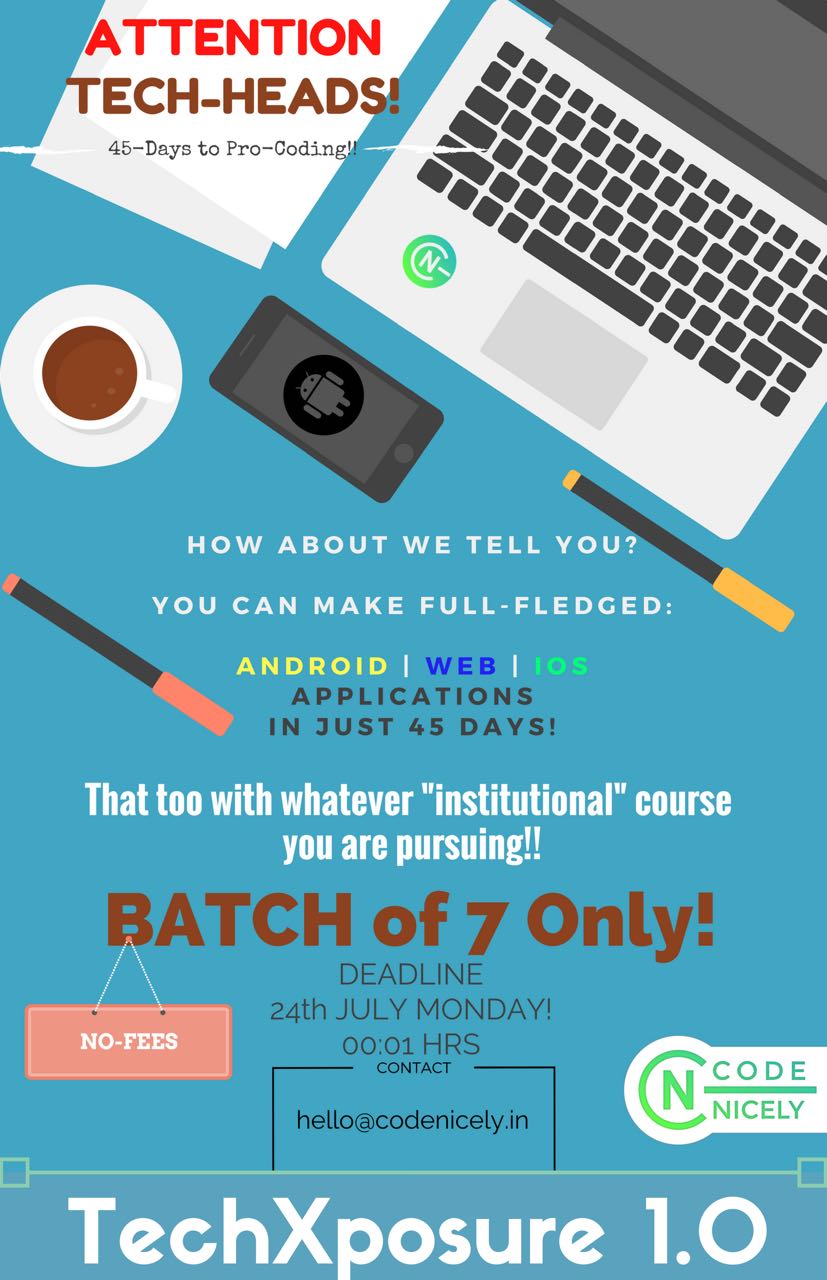 ATTENTION
TECH-HEADS!
45-Days to Pro-Coding!!
CN
HOW ABOUT WE TELL YOU?
YOU CAN MAKE FULL-FLEDGED:
ANDROID | WEB | IOS
APPLICATIONS
IN JUST 45 DAYS!
That too with whatever "institutional" course
you are pursuing!!
BATCH of 7 Only!
DEADLINE
24th JULY MONDAY!
00:01 HRS
NO-FEES
CONTACT
hello@codenicely.in
CN
CODE
NICELY
TechXposure 1.0